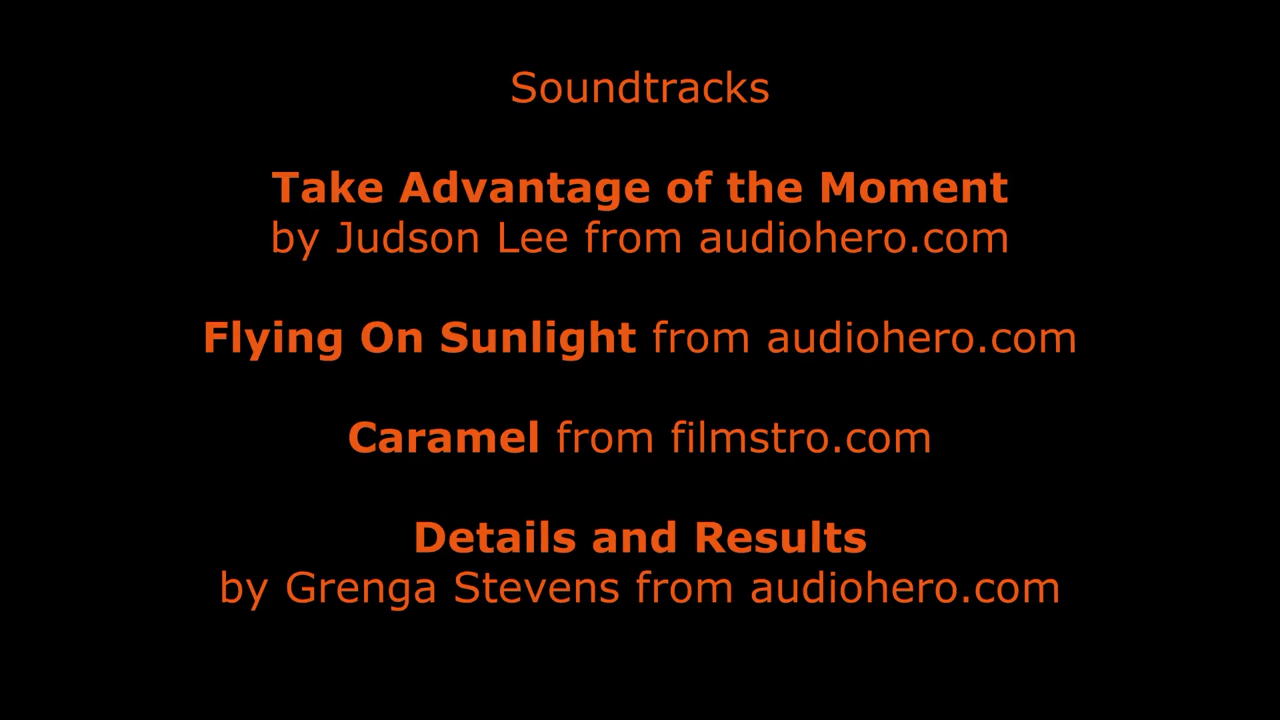 Soundtracks
Take Advantage of the Moment
by Judson Lee from audiohero.com
Flying On Sunlight from audiohero.com
Caramel from filmstro.com
Details and Results
by Grenga Stevens from audiohero.com